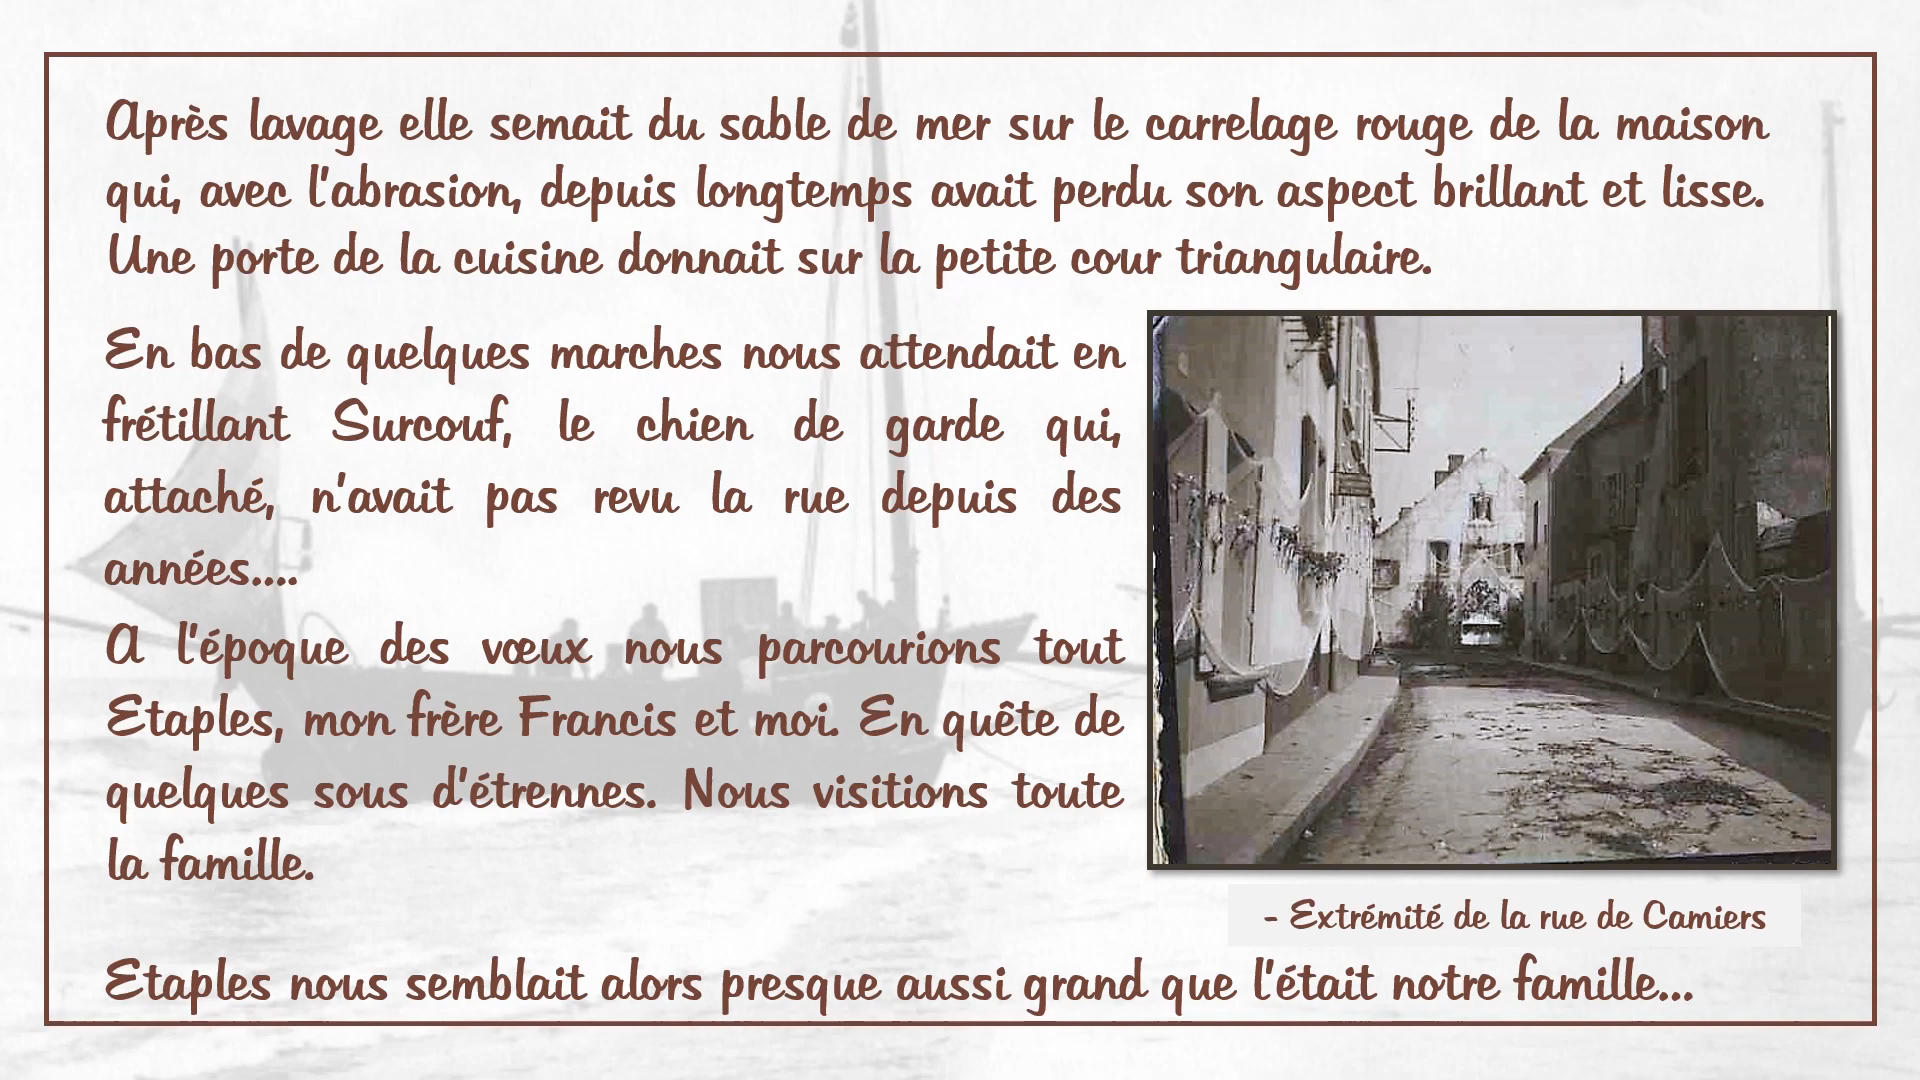 Après lavage elle semait du sable de mer sur le carrelage rouge de la maison
qui, avec l'abrasion, depuis longtemps avait perdu son aspect brillant et lisse.
Une porte de la cuisine donnait sur la petite cour triangulaire.
En bas de quelques marches nous attendait en
frétillant Surcouf, le chien de garde qui,
attaché, n'avait pas revu la rue depuis des
années....
A l'époque des vœux nous parcourions tout
Etaples, mon frère Francis et moi. En quête de
quelques sous d'étrennes. Nous visitions toute
la famille.
- Extrémité de la rue de Camiers
Etaples nous semblait alors presque aussi grand que l'était notre famille...